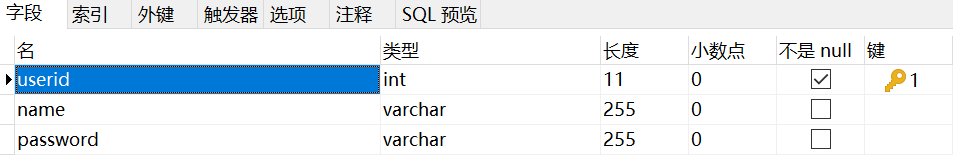 字段 索引 外键 触发器 选项 注释 SQL 预览
名 类型 长度 小数点 不是 null 键
userid int 11 0 1
name varchar 255 0
password varchar 255 0